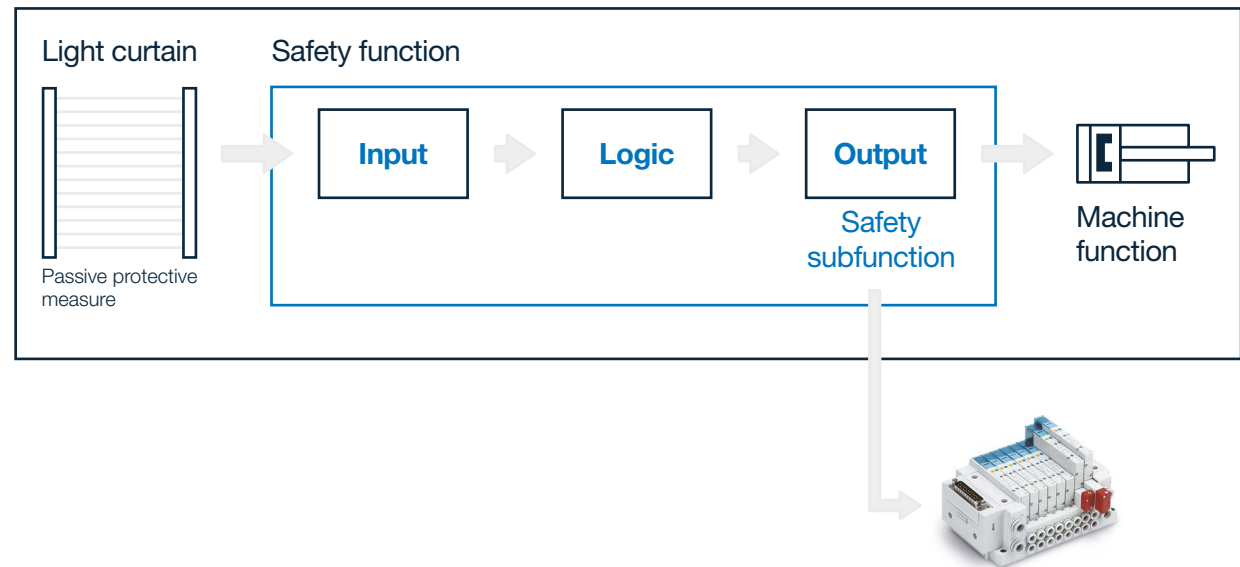 Light curtain
Safety function
Input
Logic
Output
Safety
subfunction
Machine
function
Passive protective
measure